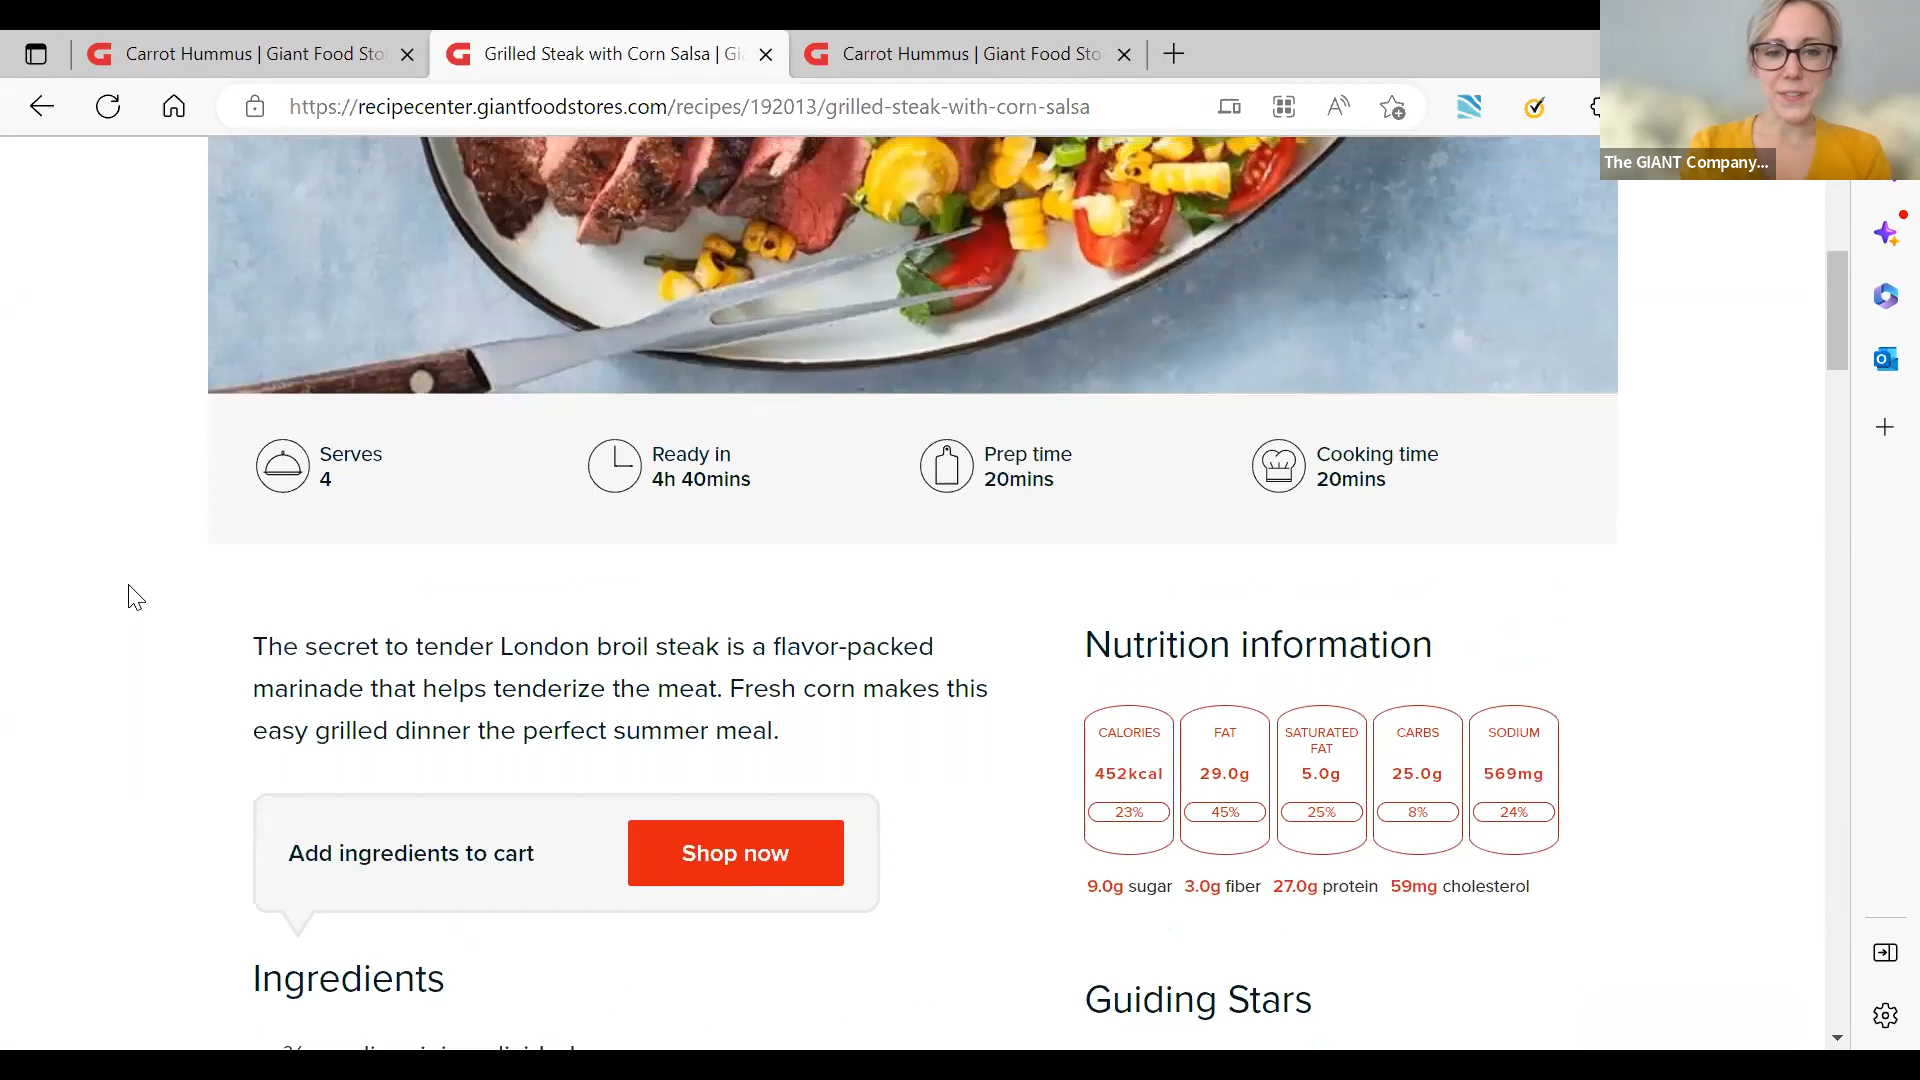 Carrot Hummus | Giant Food Sto
Grilled Steak with Corn Salsa | Gi
Carrot Hummus | Giant Food Sto
https://recipecenter.giantfoodstores.com/recipes/192013/grilled-steak-with-corn-salsa
The GIANT Company...
Serves
4
Ready in
4h 40mins
Prep time
20mins
Cooking time
20mins
The secret to tender London broil steak is a flavor-packed
marinade that helps tenderize the meat. Fresh corn makes this
easy grilled dinner the perfect summer meal.
Add ingredients to cart
Shop now
Ingredients
Nutrition information
CALORIES
452kcal
23%
FAT
29.0g
45%
SATURATED
FAT
5.0g
25%
CARBS
25.0g
8%
SODIUM
569mg
24%
9.0g sugar 3.0g fiber 27.0g protein 59mg cholesterol
Guiding Stars